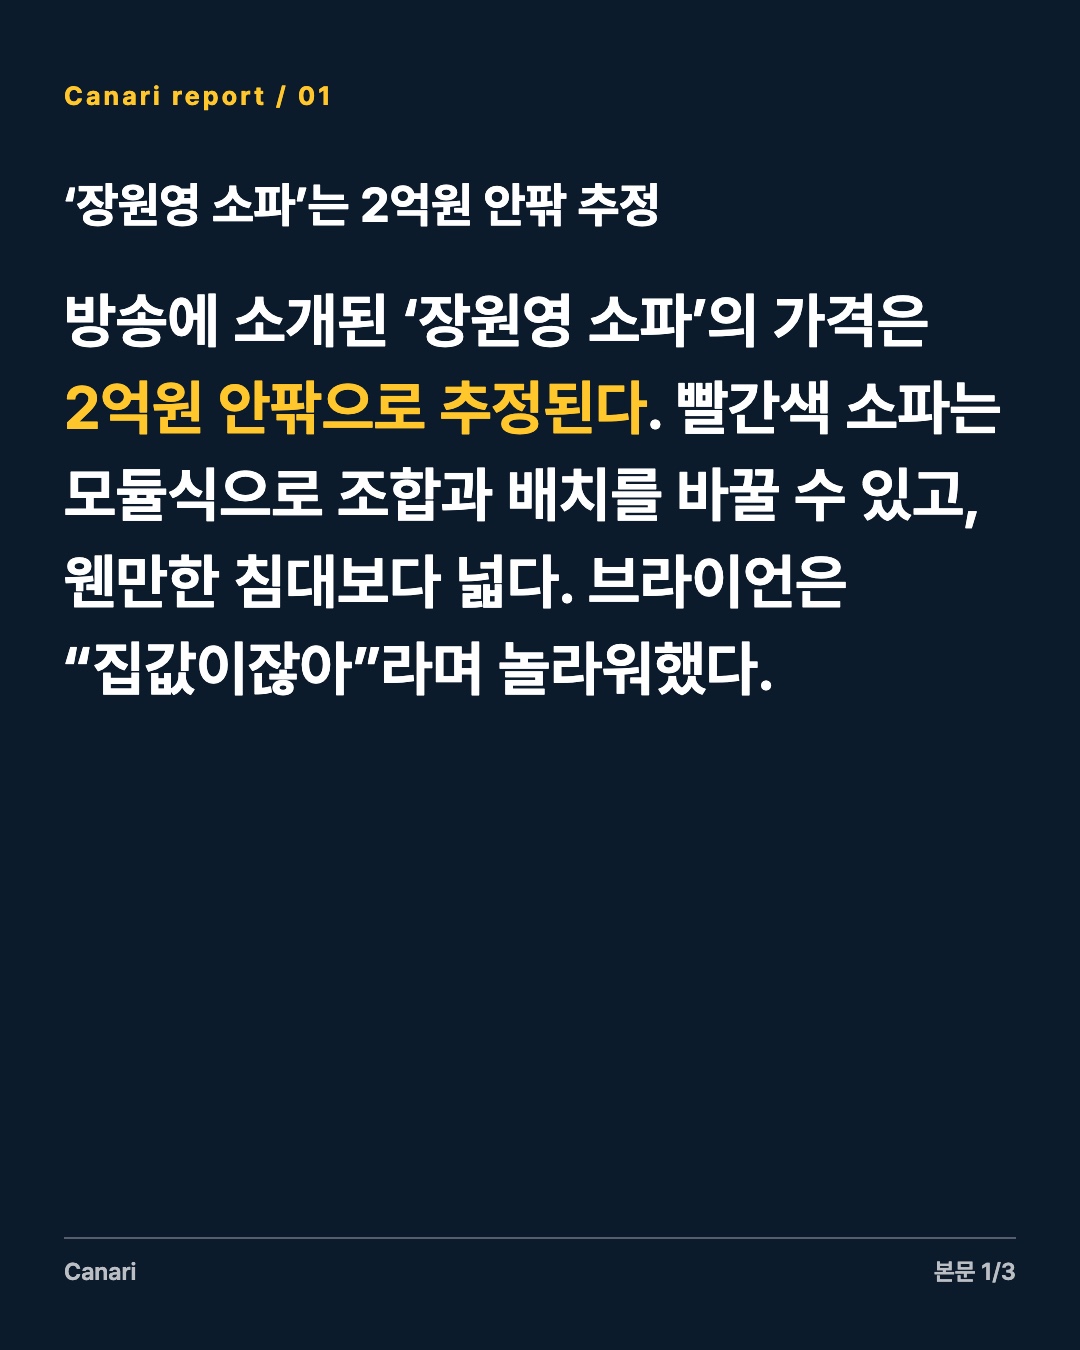 Canari report / 01
‘장원영 소파’는 2억원 안팎 추정
방송에 소개된 ‘장원영 소파’의 가격은
2억원 안팎으로 추정된다. 빨간색 소파는
모듈식으로 조합과 배치를 바꿀 수 있고,
웬만한 침대보다 넓다. 브라이언은
“집값이잖아”라며 놀라워했다.
Canari
본문 1/3